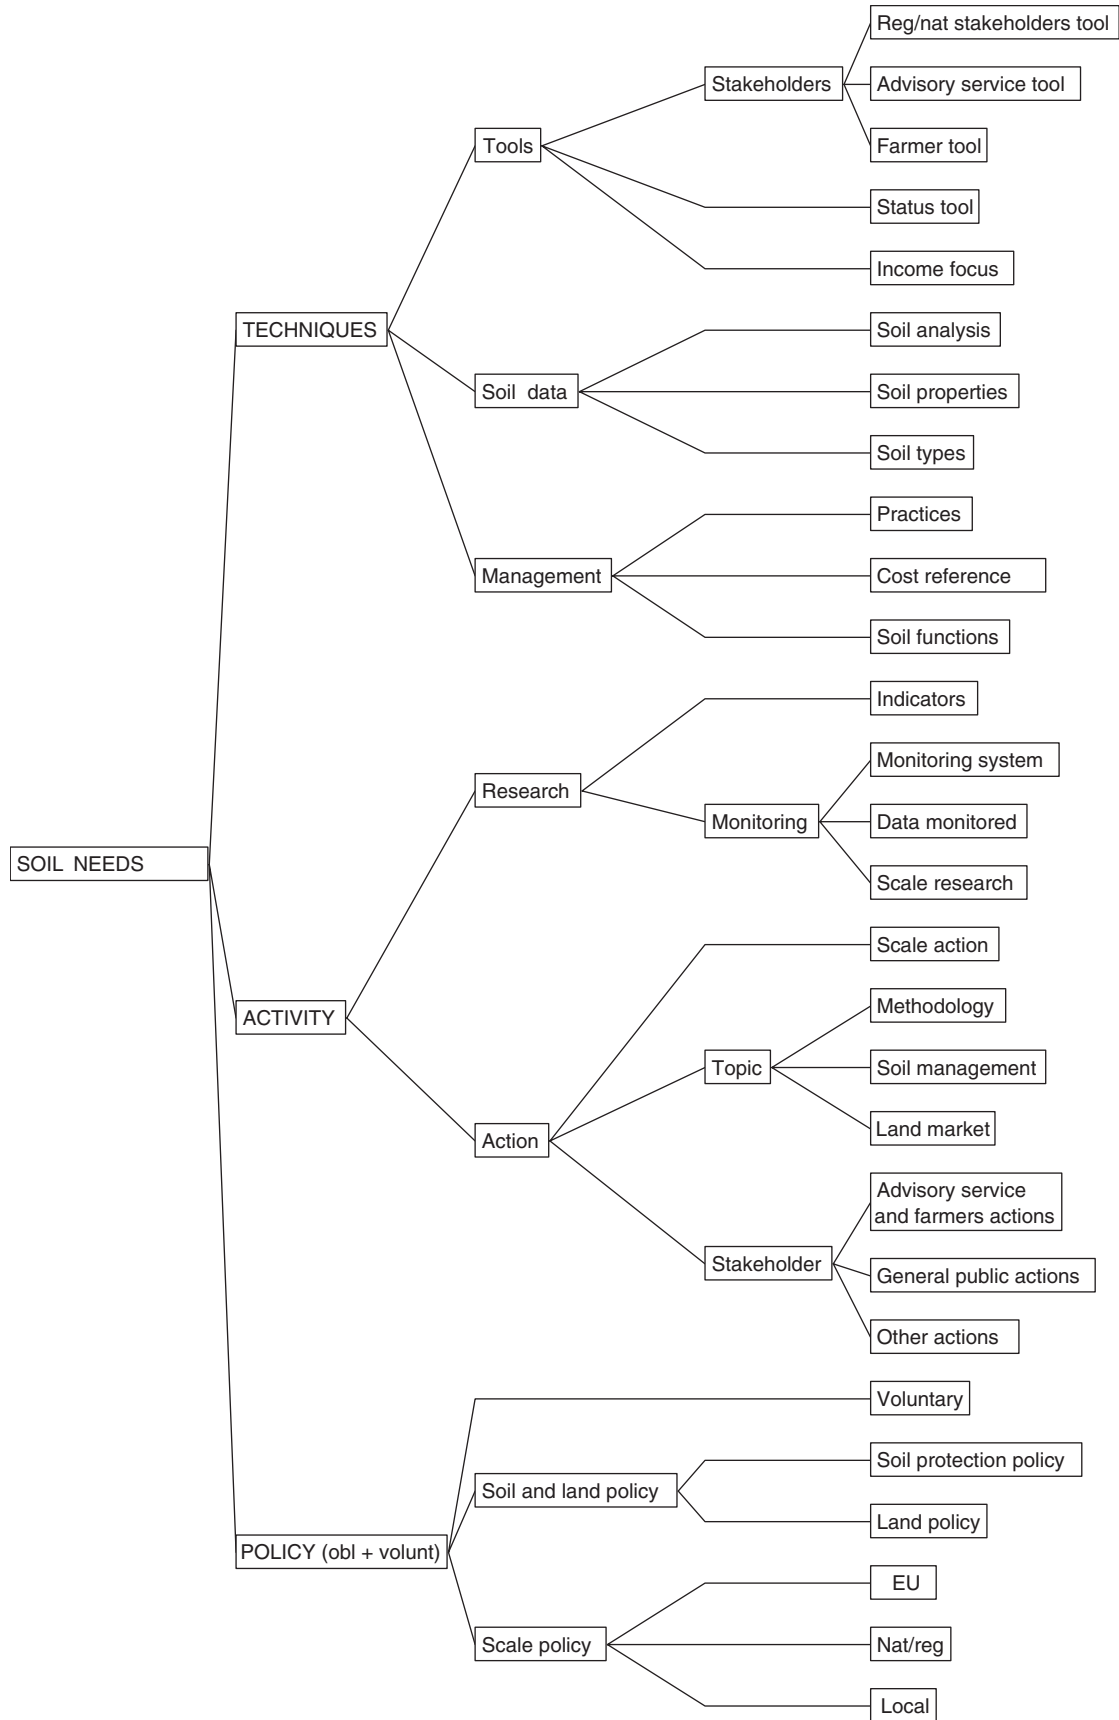 SOIL NEEDS
TECHNIQUES
Tools
Stakeholders
Reg/nat stakeholders tool
Advisory service tool
Farmer tool
Status tool
Income focus
Soil data
Soil analysis
Soil properties
Soil types
Management
Practices
Cost reference
Soil functions
ACTIVITY
Research
Indicators
Monitoring
Monitoring system
Data monitored
Scale research
Action
Scale action
Topic
Methodology
Soil management
Land market
Stakeholder
Advisory service
and farmers actions
General public actions
Other actions
POLICY (obl + volunt)
Voluntary
Soil and land policy
Soil protection policy
Land policy
Scale policy
EU
Nat/reg
Local